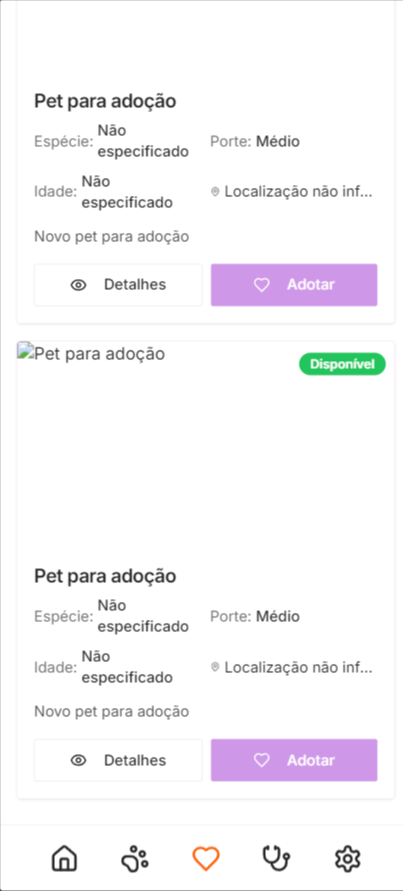 Pet para adoção
Espécie: Não especificado
Porte: Médio
Idade: Não especificado
Localização não inf...
Novo pet para adoção
Detalhes
Adotar
Pet para adoção
Disponível
Pet para adoção
Espécie: Não especificado
Porte: Médio
Idade: Não especificado
Localização não inf...
Novo pet para adoção
Detalhes
Adotar